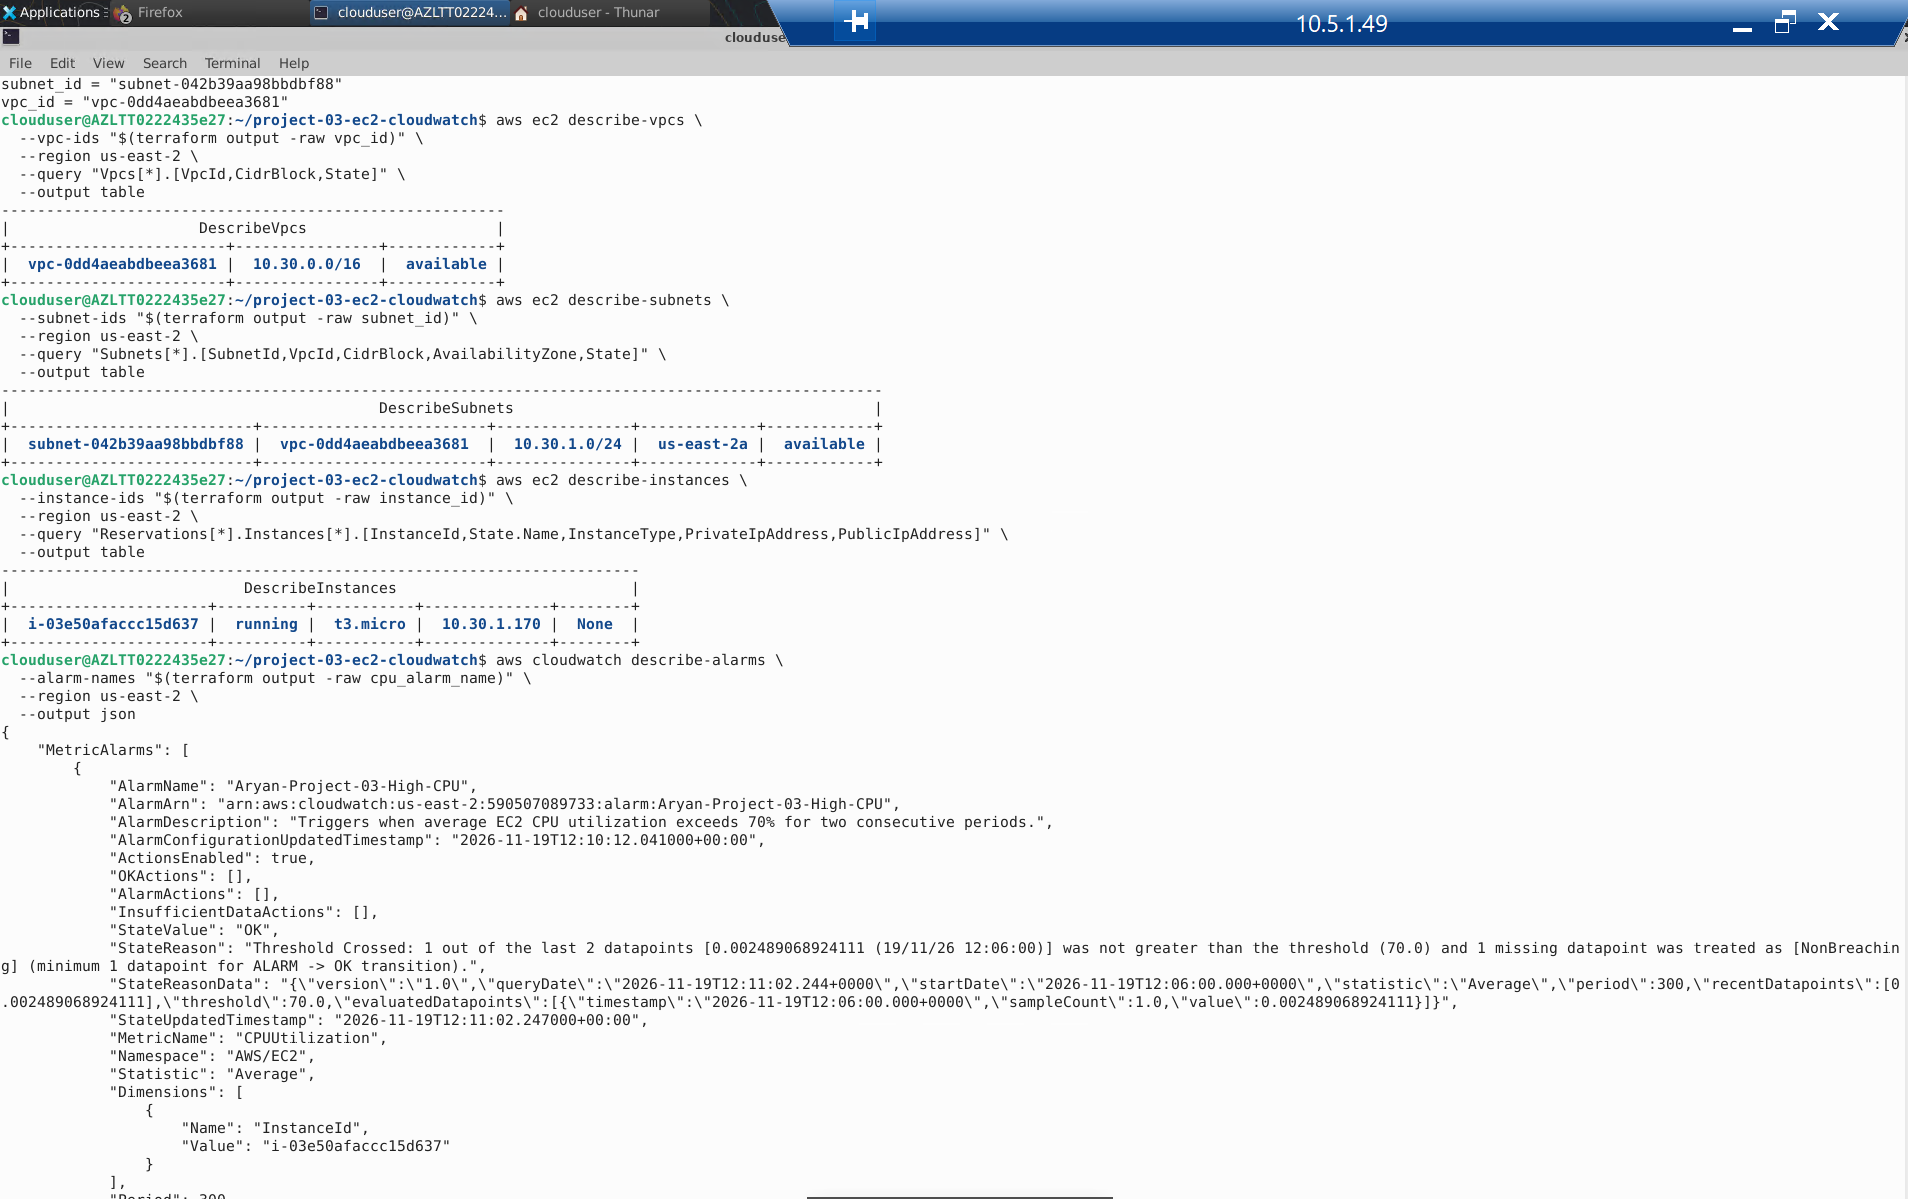 Applications
2
Firefox
clouduser@AZLTT02224...
clouduser - Thunar
10.5.1.49
clouduse
File Edit View Search Terminal Help
subnet_id = "subnet-042b39aa98bbdbf88"
vpc_id = "vpc-0dd4aeabdbeea3681"
clouduser@AZLTT0222435e27:~/project-03-ec2-cloudwatch$ aws ec2 describe-vpcs \
  --vpc-ids "$(terraform output -raw vpc_id)" \
  --region us-east-2 \
  --query "Vpcs[*].[VpcId,CidrBlock,State]" \
  --output table
--------------------------------------------------------
|                     DescribeVpcs                     |
+------------------------+----------------+------------+
|  vpc-0dd4aeabdbeea3681 |  10.30.0.0/16  |  available |
+------------------------+----------------+------------+
clouduser@AZLTT0222435e27:~/project-03-ec2-cloudwatch$ aws ec2 describe-subnets \
  --subnet-ids "$(terraform output -raw subnet_id)" \
  --region us-east-2 \
  --query "Subnets[*].[SubnetId,VpcId,CidrBlock,AvailabilityZone,State]" \
  --output table
--------------------------------------------------------------------------------------------------
|                                         DescribeSubnets                                        |
+---------------------------+-------------------------+---------------+-------------+------------+
|  subnet-042b39aa98bbdbf88 |  vpc-0dd4aeabdbeea3681  |  10.30.1.0/24 |  us-east-2a |  available |
+---------------------------+-------------------------+---------------+-------------+------------+
clouduser@AZLTT0222435e27:~/project-03-ec2-cloudwatch$ aws ec2 describe-instances \
  --instance-ids "$(terraform output -raw instance_id)" \
  --region us-east-2 \
  --query "Reservations[*].Instances[*].[InstanceId,State.Name,InstanceType,PrivateIpAddress,PublicIpAddress]" \
  --output table
-----------------------------------------------------------------------
|                          DescribeInstances                          |
+----------------------+----------+-----------+--------------+--------+
|  i-03e50afaccc15d637 |  running |  t3.micro |  10.30.1.170 |  None  |
+----------------------+----------+-----------+--------------+--------+
clouduser@AZLTT0222435e27:~/project-03-ec2-cloudwatch$ aws cloudwatch describe-alarms \
  --alarm-names "$(terraform output -raw cpu_alarm_name)" \
  --region us-east-2 \
  --output json
{
    "MetricAlarms": [
        {
            "AlarmName": "Aryan-Project-03-High-CPU",
            "AlarmArn": "arn:aws:cloudwatch:us-east-2:590507089733:alarm:Aryan-Project-03-High-CPU",
            "AlarmDescription": "Triggers when average EC2 CPU utilization exceeds 70% for two consecutive periods.",
            "AlarmConfigurationUpdatedTimestamp": "2026-11-19T12:10:12.041000+00:00",
            "ActionsEnabled": true,
            "OKActions": [],
            "AlarmActions": [],
            "InsufficientDataActions": [],
            "StateValue": "OK",
            "StateReason": "Threshold Crossed: 1 out of the last 2 datapoints [0.002489068924111 (19/11/26 12:06:00)] was not greater than the threshold (70.0) and 1 missing datapoint was treated as [NonBreachin
g] (minimum 1 datapoint for ALARM -> OK transition).",
            "StateReasonData": "{\"version\":\"1.0\",\"queryDate\":\"2026-11-19T12:11:02.244+0000\",\"startDate\":\"2026-11-19T12:06:00.000+0000\",\"statistic\":\"Average\",\"period\":300,\"recentDatapoints\":[0
.002489068924111],\"threshold\":70.0,\"evaluatedDatapoints\":[{\"timestamp\":\"2026-11-19T12:06:00.000+0000\",\"sampleCount\":1.0,\"value\":0.002489068924111}]}",
            "StateUpdatedTimestamp": "2026-11-19T12:11:02.247000+00:00",
            "MetricName": "CPUUtilization",
            "Namespace": "AWS/EC2",
            "Statistic": "Average",
            "Dimensions": [
                {
                    "Name": "InstanceId",
                    "Value": "i-03e50afaccc15d637"
                }
            ],
            "Period": 300,